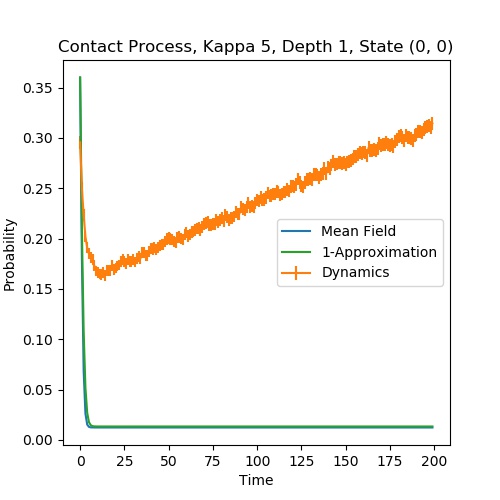 Contact Process, Kappa 5, Depth 1, State (0, 0)
0.35
0.30
0.25
0.20
0.15
0.10
0.05
0.00
Probability
Mean Field
1-Approximation
Dynamics
0 25 50 75 100 125 150 175 200
Time